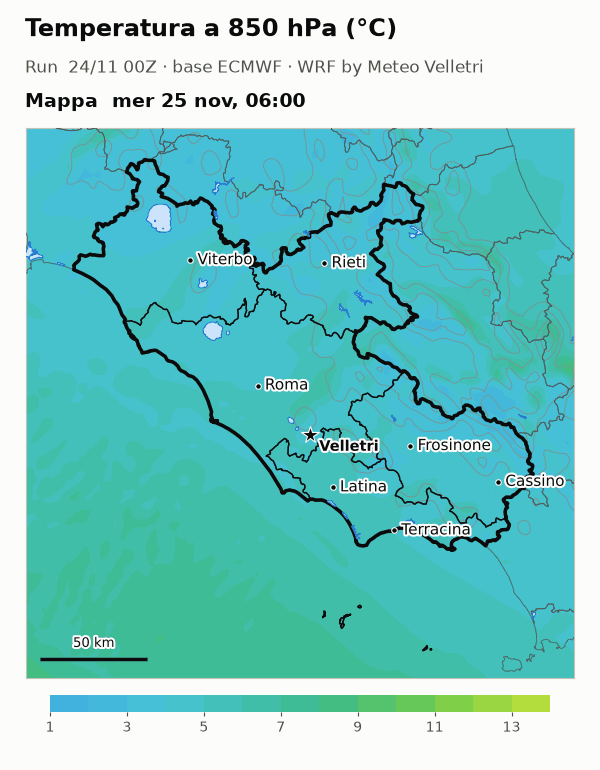 Temperatura a 850 hPa (°C)
Run  24/11 00Z · base ECMWF · WRF by Meteo Velletri
Mappa  mer 25 nov, 06:00
Viterbo
Rieti
Roma
Velletri
Frosinone
Latina
Cassino
Terracina
50 km
1 3 5 7 9 11 13